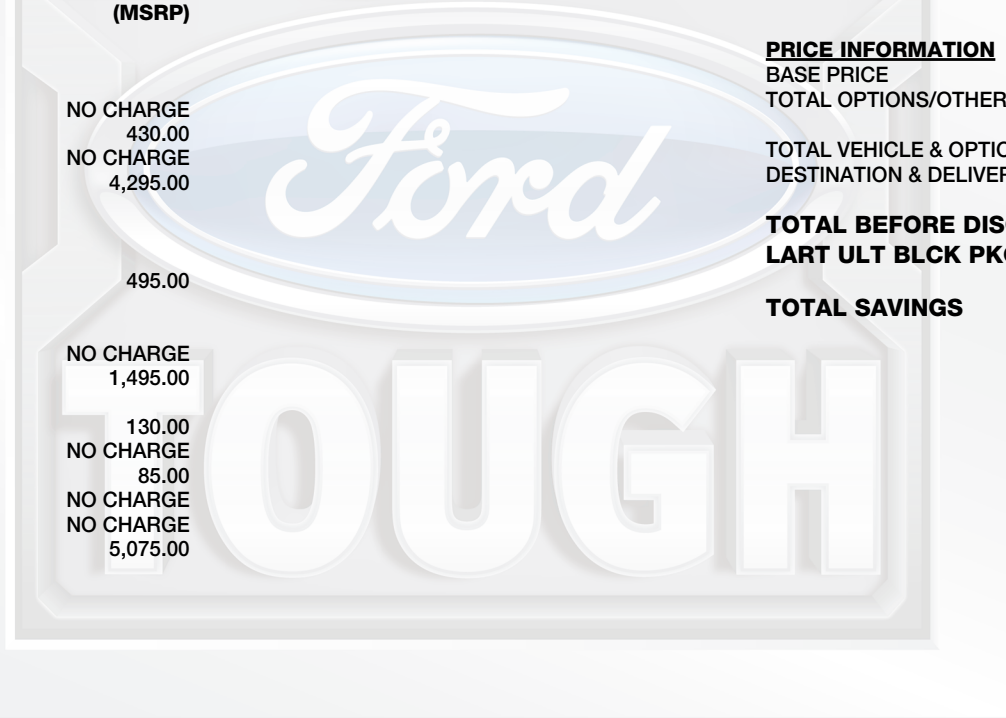 (MSRP)
NO CHARGE
430.00
NO CHARGE
4,295.00
495.00
NO CHARGE
1,495.00
130.00
NO CHARGE
85.00
NO CHARGE
NO CHARGE
5,075.00
PRICE INFORMATION
BASE PRICE
TOTAL OPTIONS/OTHER
TOTAL VEHICLE & OPTIO
DESTINATION & DELIVER
TOTAL BEFORE DIS
LART ULT BLCK PK
TOTAL SAVINGS
Ford
TOUGH